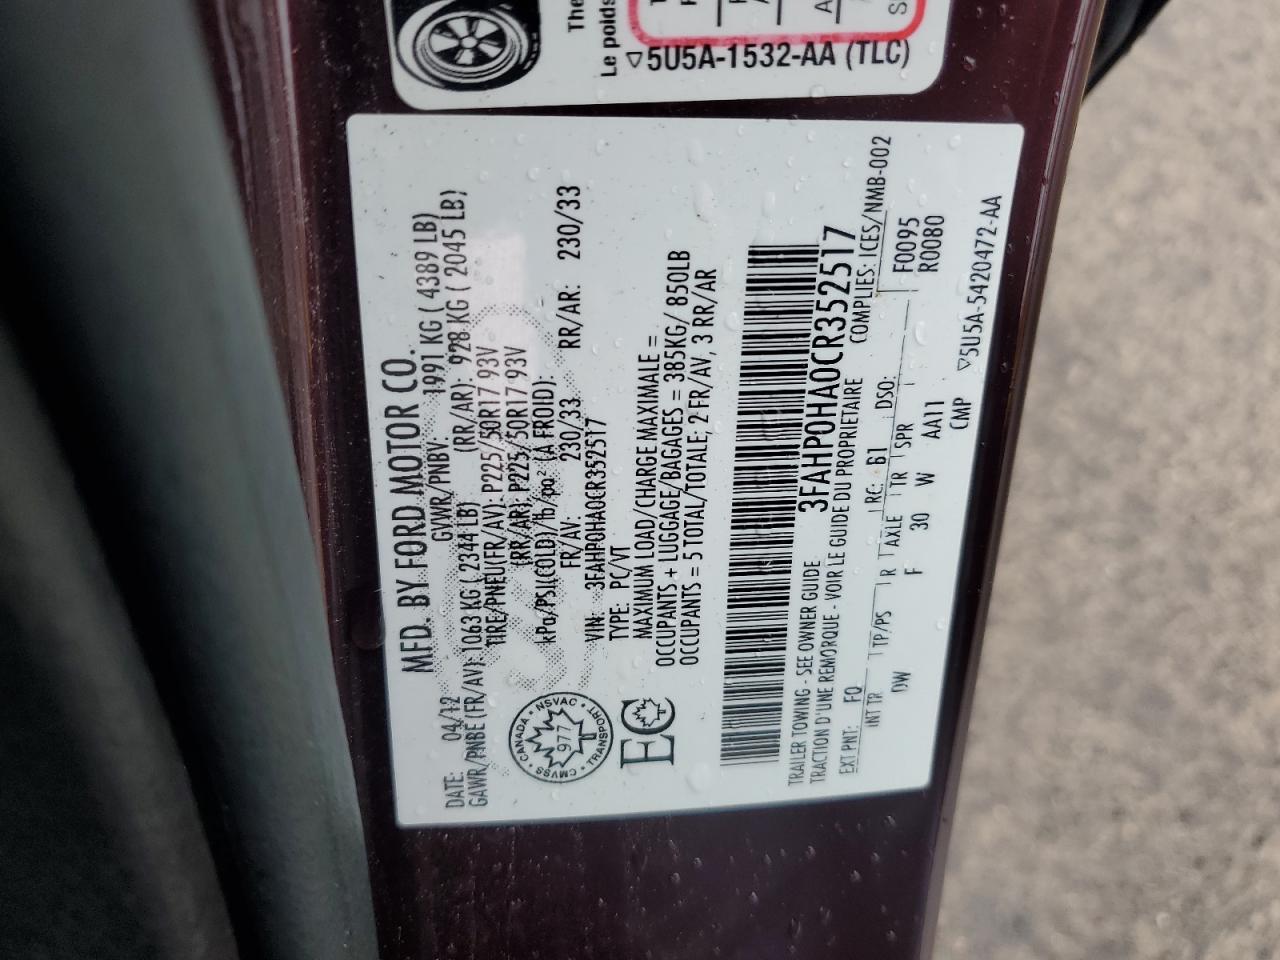 The
Le poids
▽5U5A-1532-AA (TLC)
MFD. BY FORD MOTOR CO.
DATE: 04/12 GVWR/PNBV: 1991 KG ( 4389 LB)
GAWR/PNBE (FR/AV): 1063 KG ( 2344 LB) (RR/AR): 928 KG ( 2045 LB)
TIRE/PNEU(FR/AV): P225/50R17 93V
(RR/AR): P225/50R17 93V
kPa/PSI(COLD)/lb/po² (À FROID):
FR/AV: 230/33 RR/AR: 230/33
VIN: 3FAHP0HA0CR352517
TYPE: PC/VT
MAXIMUM LOAD/CHARGE MAXIMALE =
OCCUPANTS + LUGGAGE/BAGAGES = 385KG/ 850LB
OCCUPANTS = 5 TOTAL/TOTALE; 2 FR/AV, 3 RR/AR
CANADA • NSVAC • TRANSPORT • CMVSS
977
EC
3FAHP0HA0CR352517
TRAILER TOWING - SEE OWNER GUIDE COMPLIES: ICES/NMB-002
TRACTION D'UNE REMORQUE - VOIR LE GUIDE DU PROPRIETAIRE
EXT PNT: FQ RC: B1 DSO: F0095
INT TR TP/PS R AXLE TR SPR R0080
DW F 30 W AA11
CMP
▽5U5A-5420472-AA